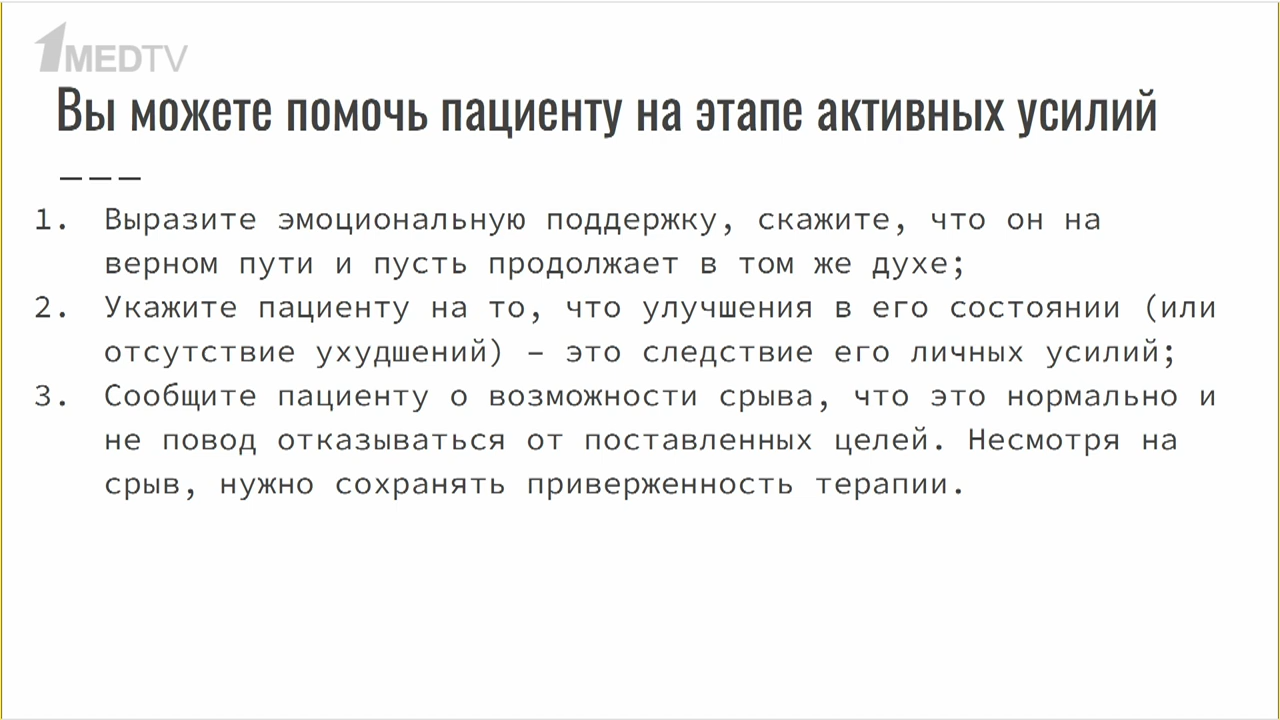 1MEDTV
Вы можете помочь пациенту на этапе активных усилий
1. Выразите эмоциональную поддержку, скажите, что он на
верном пути и пусть продолжает в том же духе;
2. Укажите пациенту на то, что улучшения в его состоянии (или
отсутствие ухудшений) – это следствие его личных усилий;
3. Сообщите пациенту о возможности срыва, что это нормально и
не повод отказываться от поставленных целей. Несмотря на
срыв, нужно сохранять приверженность терапии.